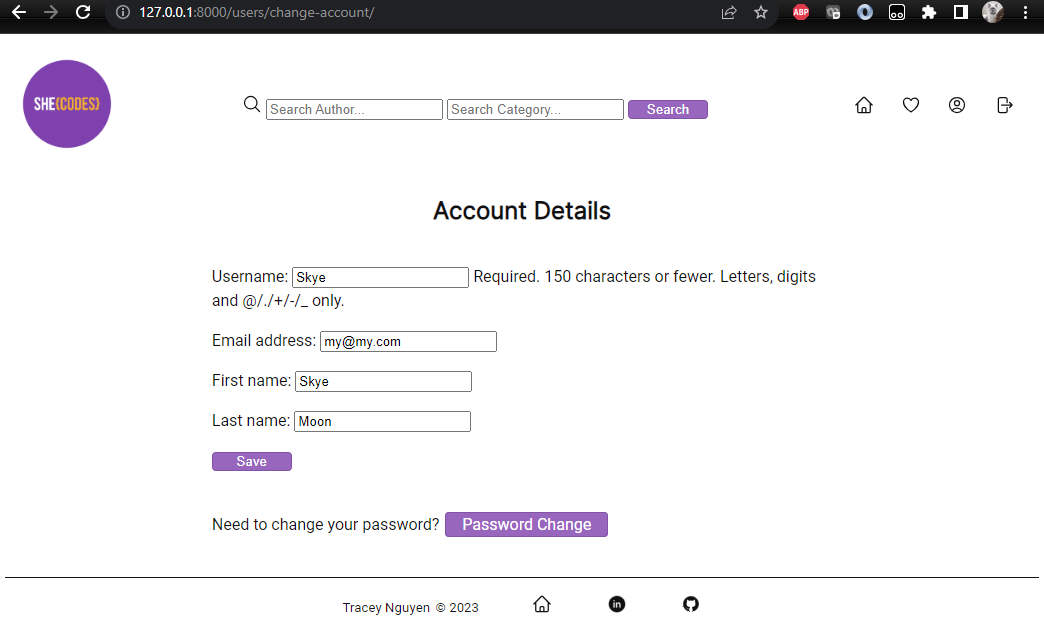 127.0.0.1:8000/users/change-account/
ABP
SHE{CODES}
Search Author... Search Category... Search
Account Details
Username: Skye Required. 150 characters or fewer. Letters, digits
and @/./+/-/_ only.
Email address: my@my.com
First name: Skye
Last name: Moon
Save
Need to change your password? Password Change
Tracey Nguyen © 2023
in